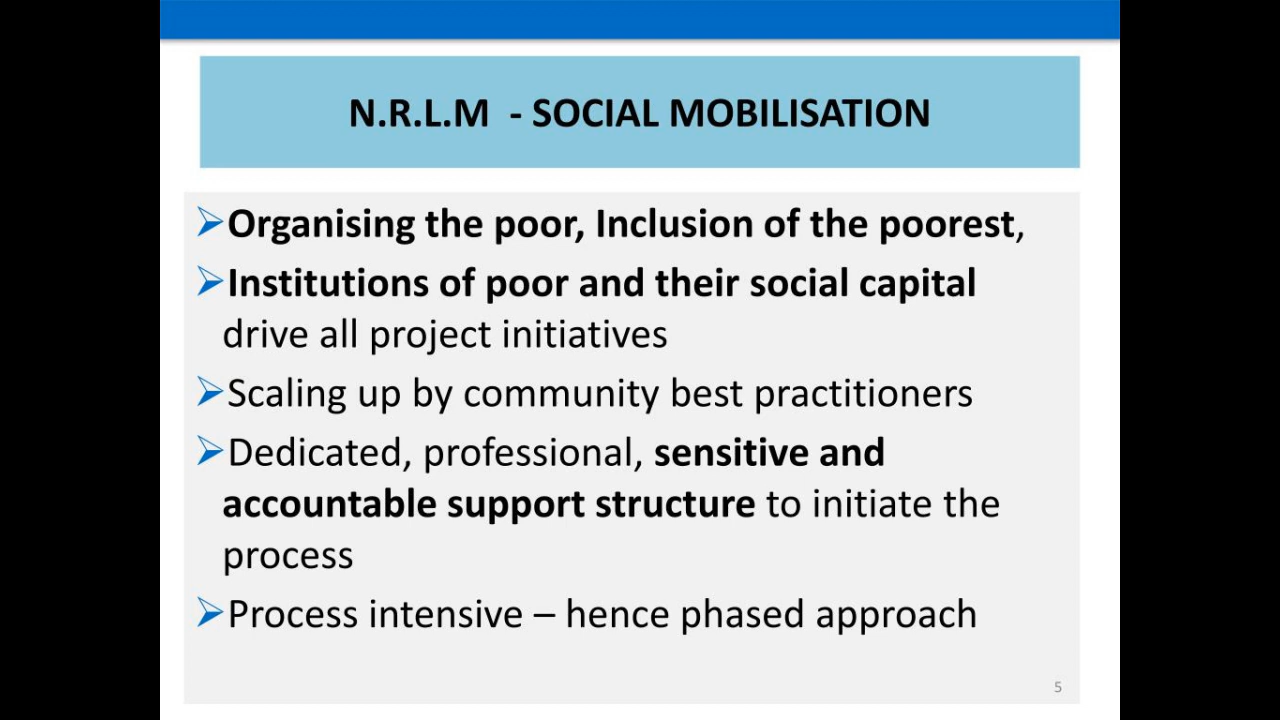 N.R.L.M - SOCIAL MOBILISATION
➢Organising the poor, Inclusion of the poorest,
➢Institutions of poor and their social capital
drive all project initiatives
➢Scaling up by community best practitioners
➢Dedicated, professional, sensitive and
accountable support structure to initiate the
process
➢Process intensive – hence phased approach
5